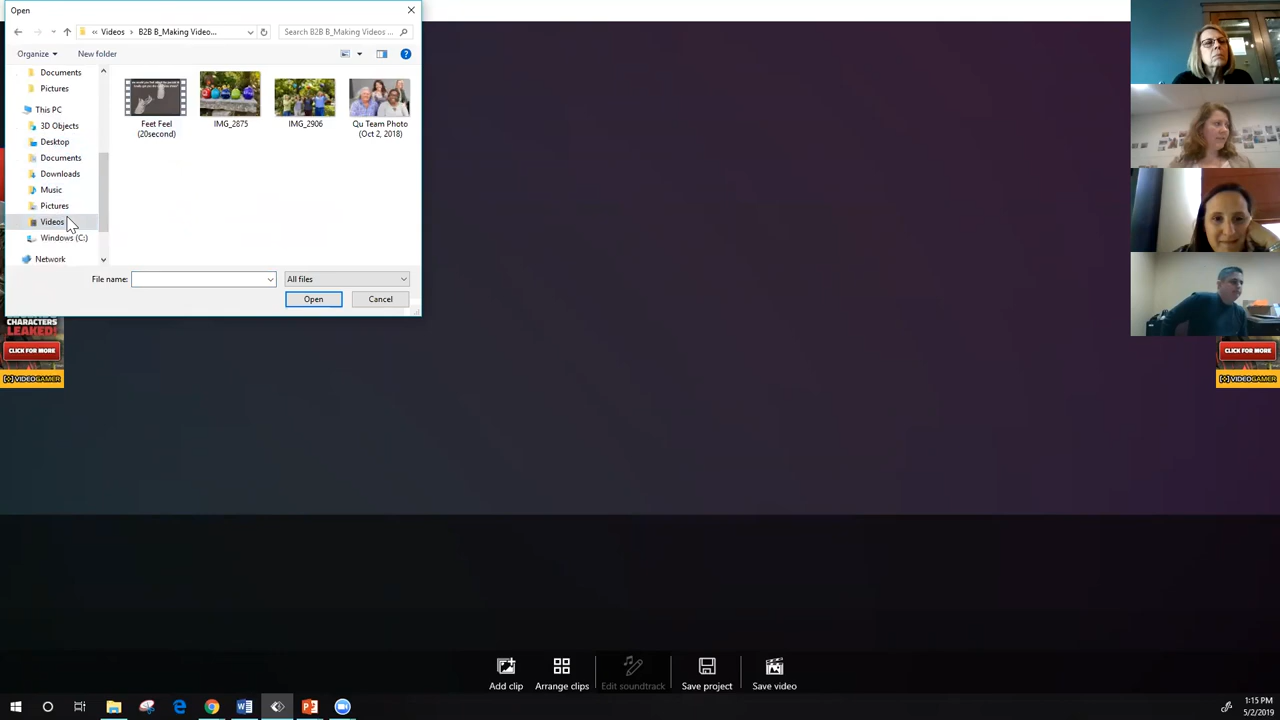 Open
Videos
B2B B_Making Video...
Search B2B B_Making Videos ...
Organize
New folder
Documents
Pictures
This PC
3D Objects
Desktop
Documents
Downloads
Music
Pictures
Videos
Windows (C:)
Network
Feet Feel
(20second)
IMG_2875
IMG_2906
Qu Team Photo
(Oct 2, 2018)
File name:
All files
Open
Cancel
CHARACTERS
LEAKED!
CLICK FOR MORE
VIDEOGAMER
CLICK FOR MORE
VIDEOGAMER
Add clip
Arrange clips
Edit soundtrack
Save project
Save video
1:15 PM
5/2/2019